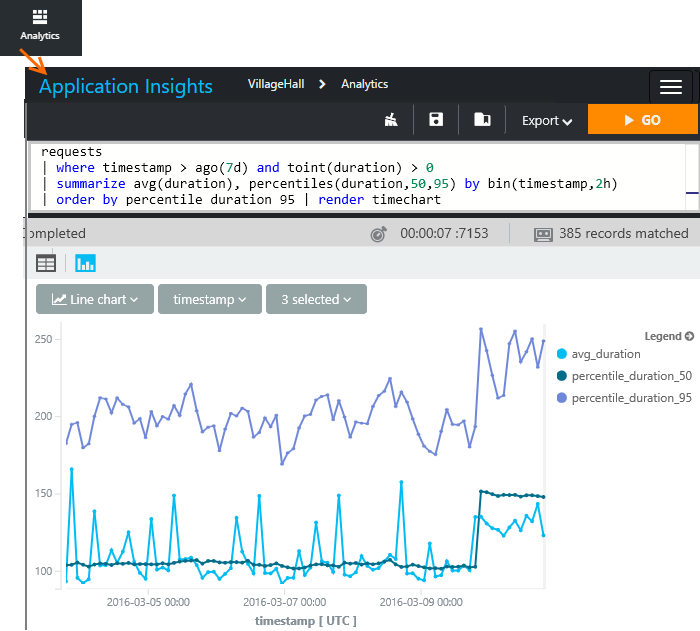 Analytics
Application Insights VillageHall > Analytics
Export GO
requests
| where timestamp > ago(7d) and toint(duration) > 0
| summarize avg(duration), percentiles(duration,50,95) by bin(timestamp,2h)
| order by percentile duration 95 | render timechart
ompleted 00:00:07 :7153 385 records matched
Line chart timestamp 3 selected
Legend
avg_duration
percentile_duration_50
percentile_duration_95
250
200
150
100
2016-03-05 00:00 2016-03-07 00:00 2016-03-09 00:00
timestamp [ UTC ]